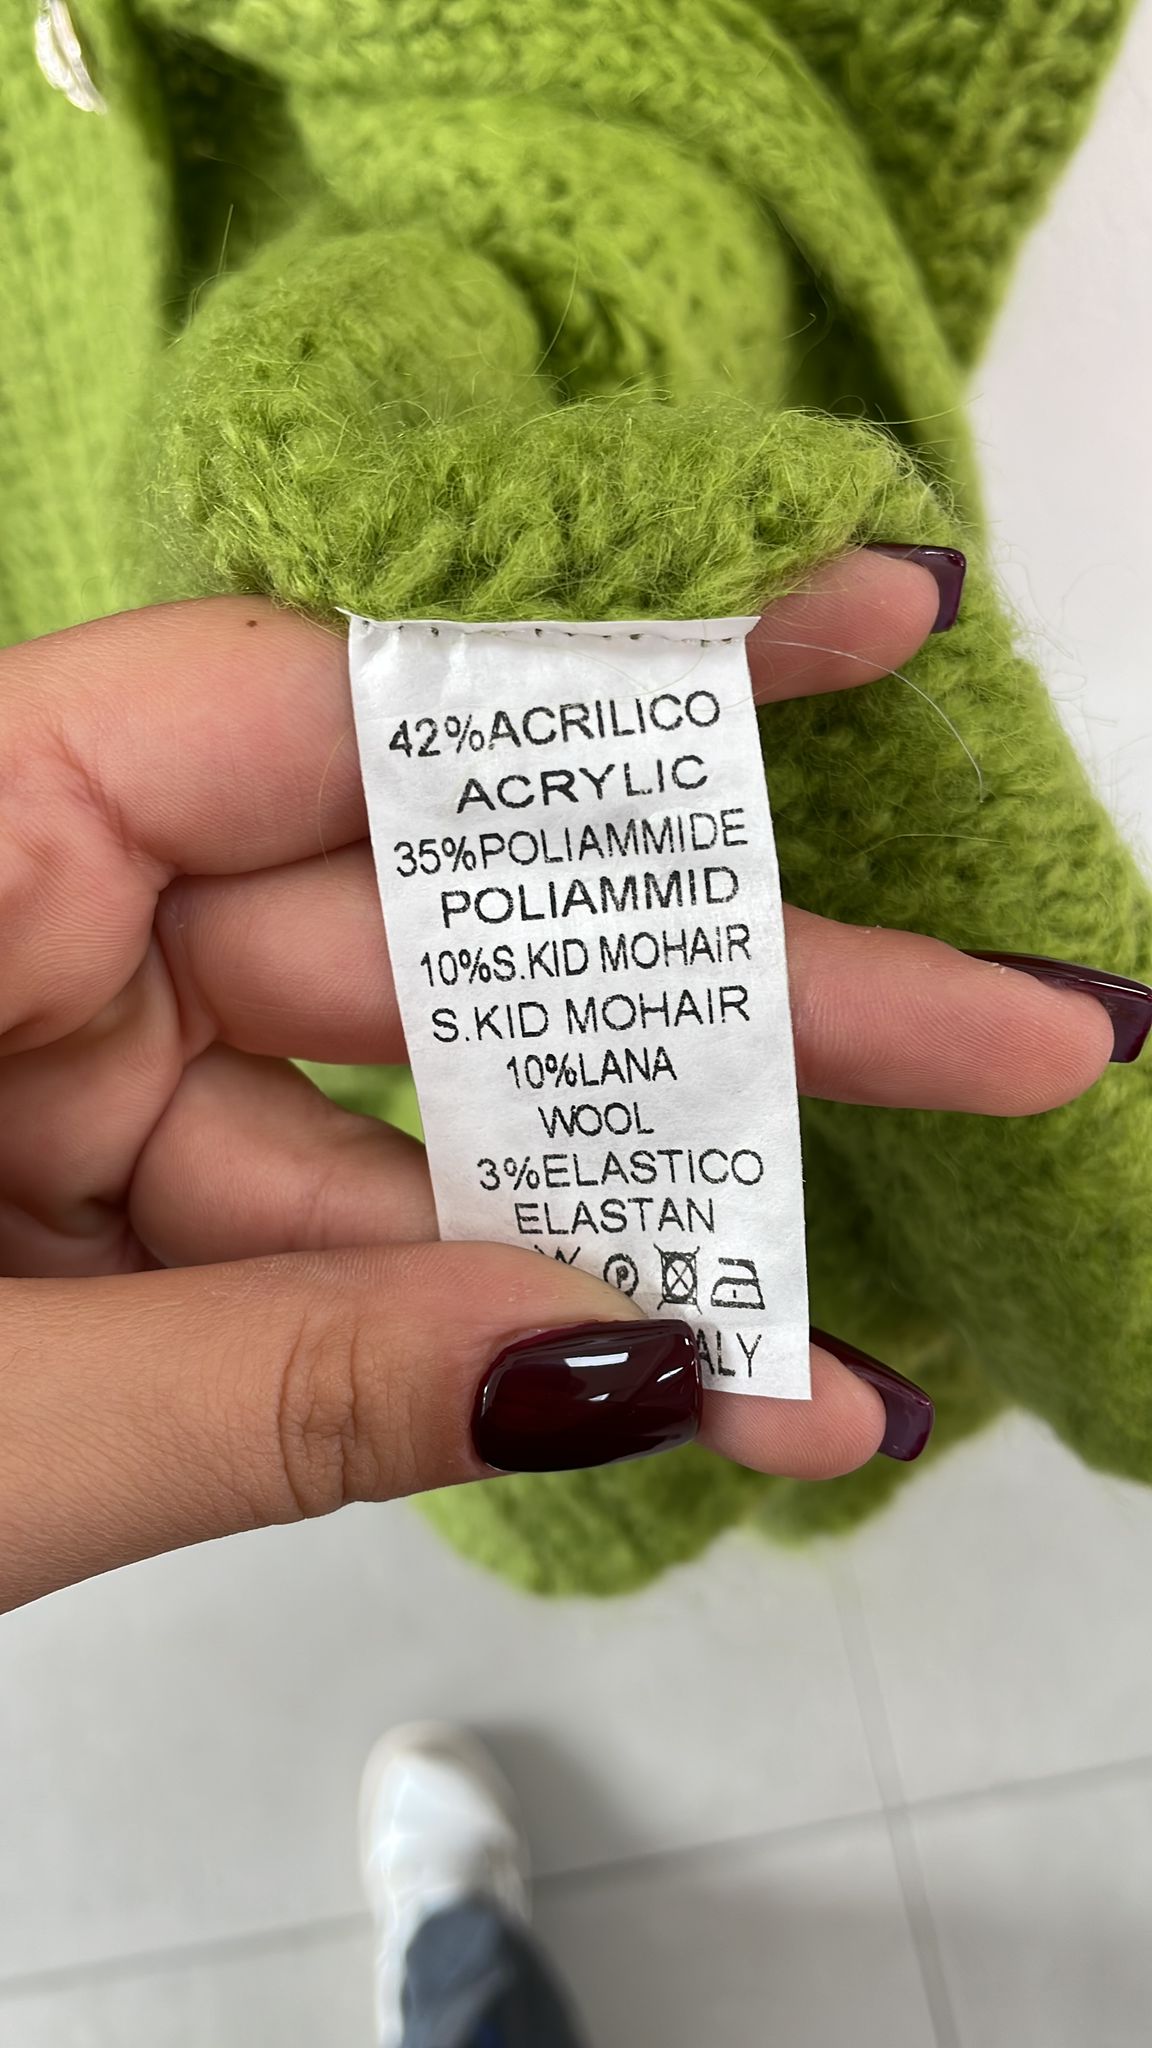 42%ACRILICO
ACRYLIC
35%POLIAMMIDE
POLIAMMID
10%S.KID MOHAIR
S.KID MOHAIR
10%LANA
WOOL
3%ELASTICO
ELASTAN
P